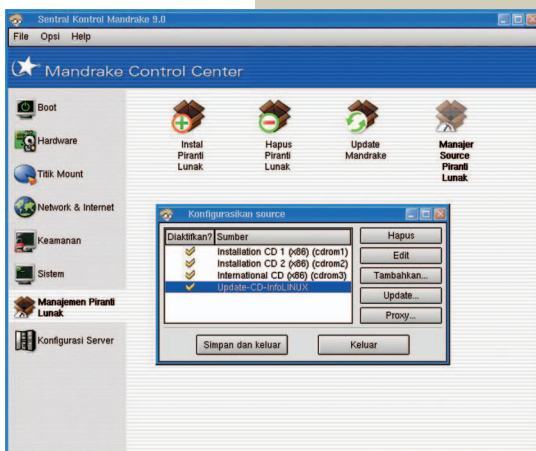 Sentral Kontrol Mandrake 9.0
File Opsi Help
Mandrake Control Center
Boot
Hardware
Titik Mount
Network & Internet
Keamanan
Sistem
Manajemen Piranti
Lunak
Konfigurasi Server
Instal
Piranti
Lunak
Hapus
Piranti
Lunak
Update
Mandrake
Manajer
Source
Piranti
Lunak
Konfigurasikan source
Diaktifkan? Sumber
Installation CD 1 (x86) (cdrom1)
Installation CD 2 (x86) (cdrom2)
International CD (x86) (cdrom3)
Update-CD-InfoLINUX
Hapus
Edit
Tambahkan...
Update...
Proxy...
Simpan dan keluar
Keluar